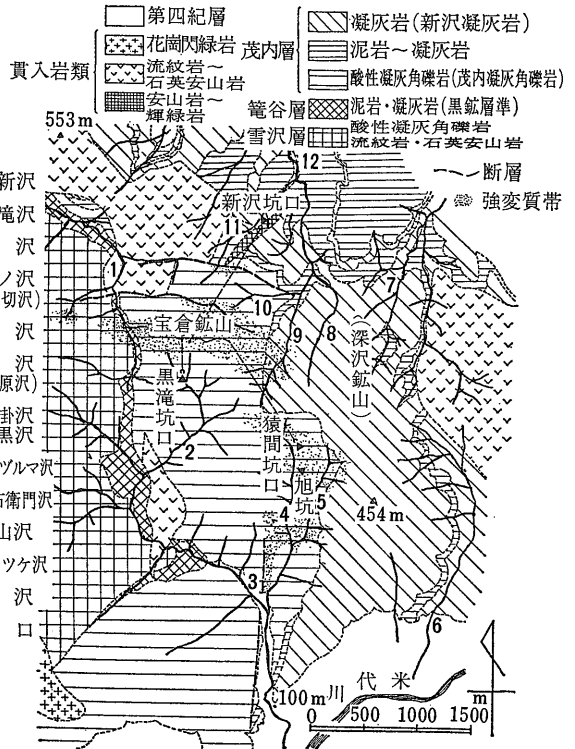 第四紀層
貫入岩類
花崗閃緑岩
流紋岩～
石英安山岩
安山岩～
輝緑岩
茂内層
凝灰岩(新沢凝灰岩)
泥岩～凝灰岩
酸性凝灰角礫岩(茂内凝灰角礫岩)
籠谷層
泥岩・凝灰岩(黒鉱層準)
雪沢層
酸性凝灰角礫岩
流紋岩・石英安山岩
断層
強変質帯
553m
新沢
滝沢
沢
ノ沢
切沢)
沢
沢
原沢)
掛沢
黒沢
ヅルマ沢
右衛門沢
山沢
ツケ沢
沢
口
12
新沢坑口
11
1
7
10
宝倉鉱山
9
8
(深沢鉱山)
黒滝坑口
猿間坑口
2
旭坑
4
5
454m
3
6
100m
川代米
m
0 500 1000 1500